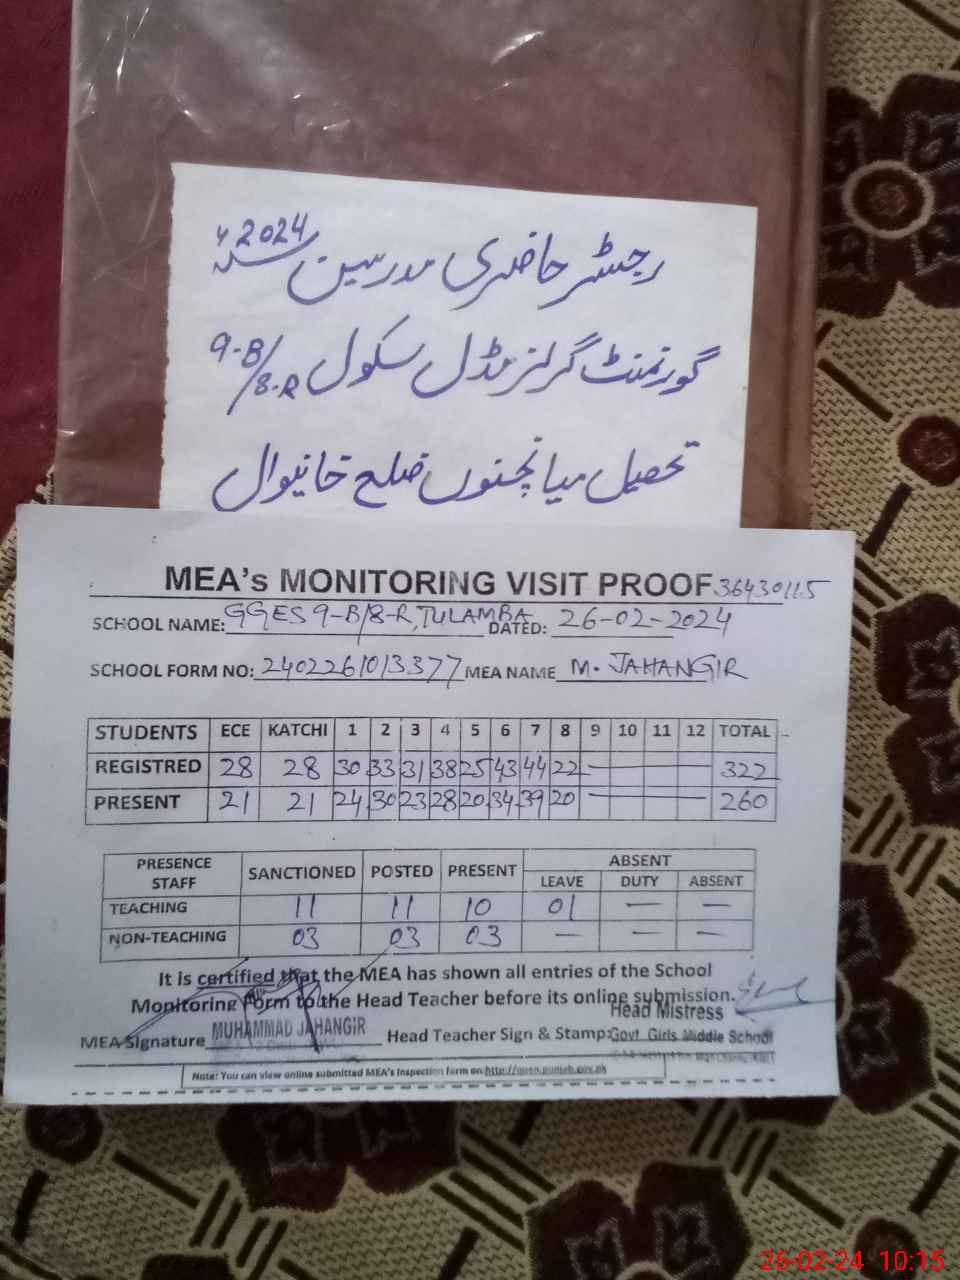 رجسٹر حاضری مدرسین سنہ 2024ء
گورنمنٹ گرلز مڈل سکول 9-B/8-R
تحصیل میانچنوں ضلع خانیوال
MEA's MONITORING VISIT PROOF 36430115
SCHOOL NAME: GGES 9-B/8-R, TULAMBA DATED: 26-02-2024
SCHOOL FORM NO: 2402261013377 MEA NAME M. JAHANGIR
STUDENTS ECE KATCHI 1 2 3 4 5 6 7 8 9 10 11 12 TOTAL
REGISTRED 28 28 30 33 31 38 25 43 44 22 — 322
PRESENT 21 21 24 30 23 28 20 34 39 20 — 260
PRESENCE STAFF SANCTIONED POSTED PRESENT ABSENT
LEAVE DUTY ABSENT
TEACHING 11 11 10 01 — —
NON-TEACHING 03 03 03 — — —
It is certified that the MEA has shown all entries of the School
Monitoring Form to the Head Teacher before its online submission.
Head Mistress
MEA Signature MUHAMMAD JAHANGIR Head Teacher Sign & Stamp: Govt. Girls Middle School
Note: You can view online submitted MEA's Inspection form on
26-02-24 10:15